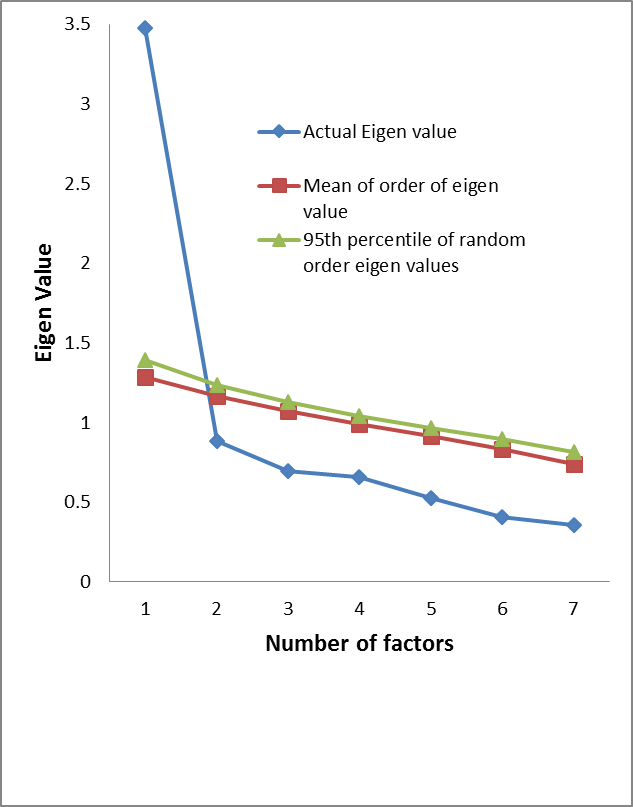 3.5
3
2.5
2
1.5
1
0.5
0
Eigen Value
Actual Eigen value
Mean of order of eigen
value
95th percentile of random
order eigen values
1 2 3 4 5 6 7
Number of factors